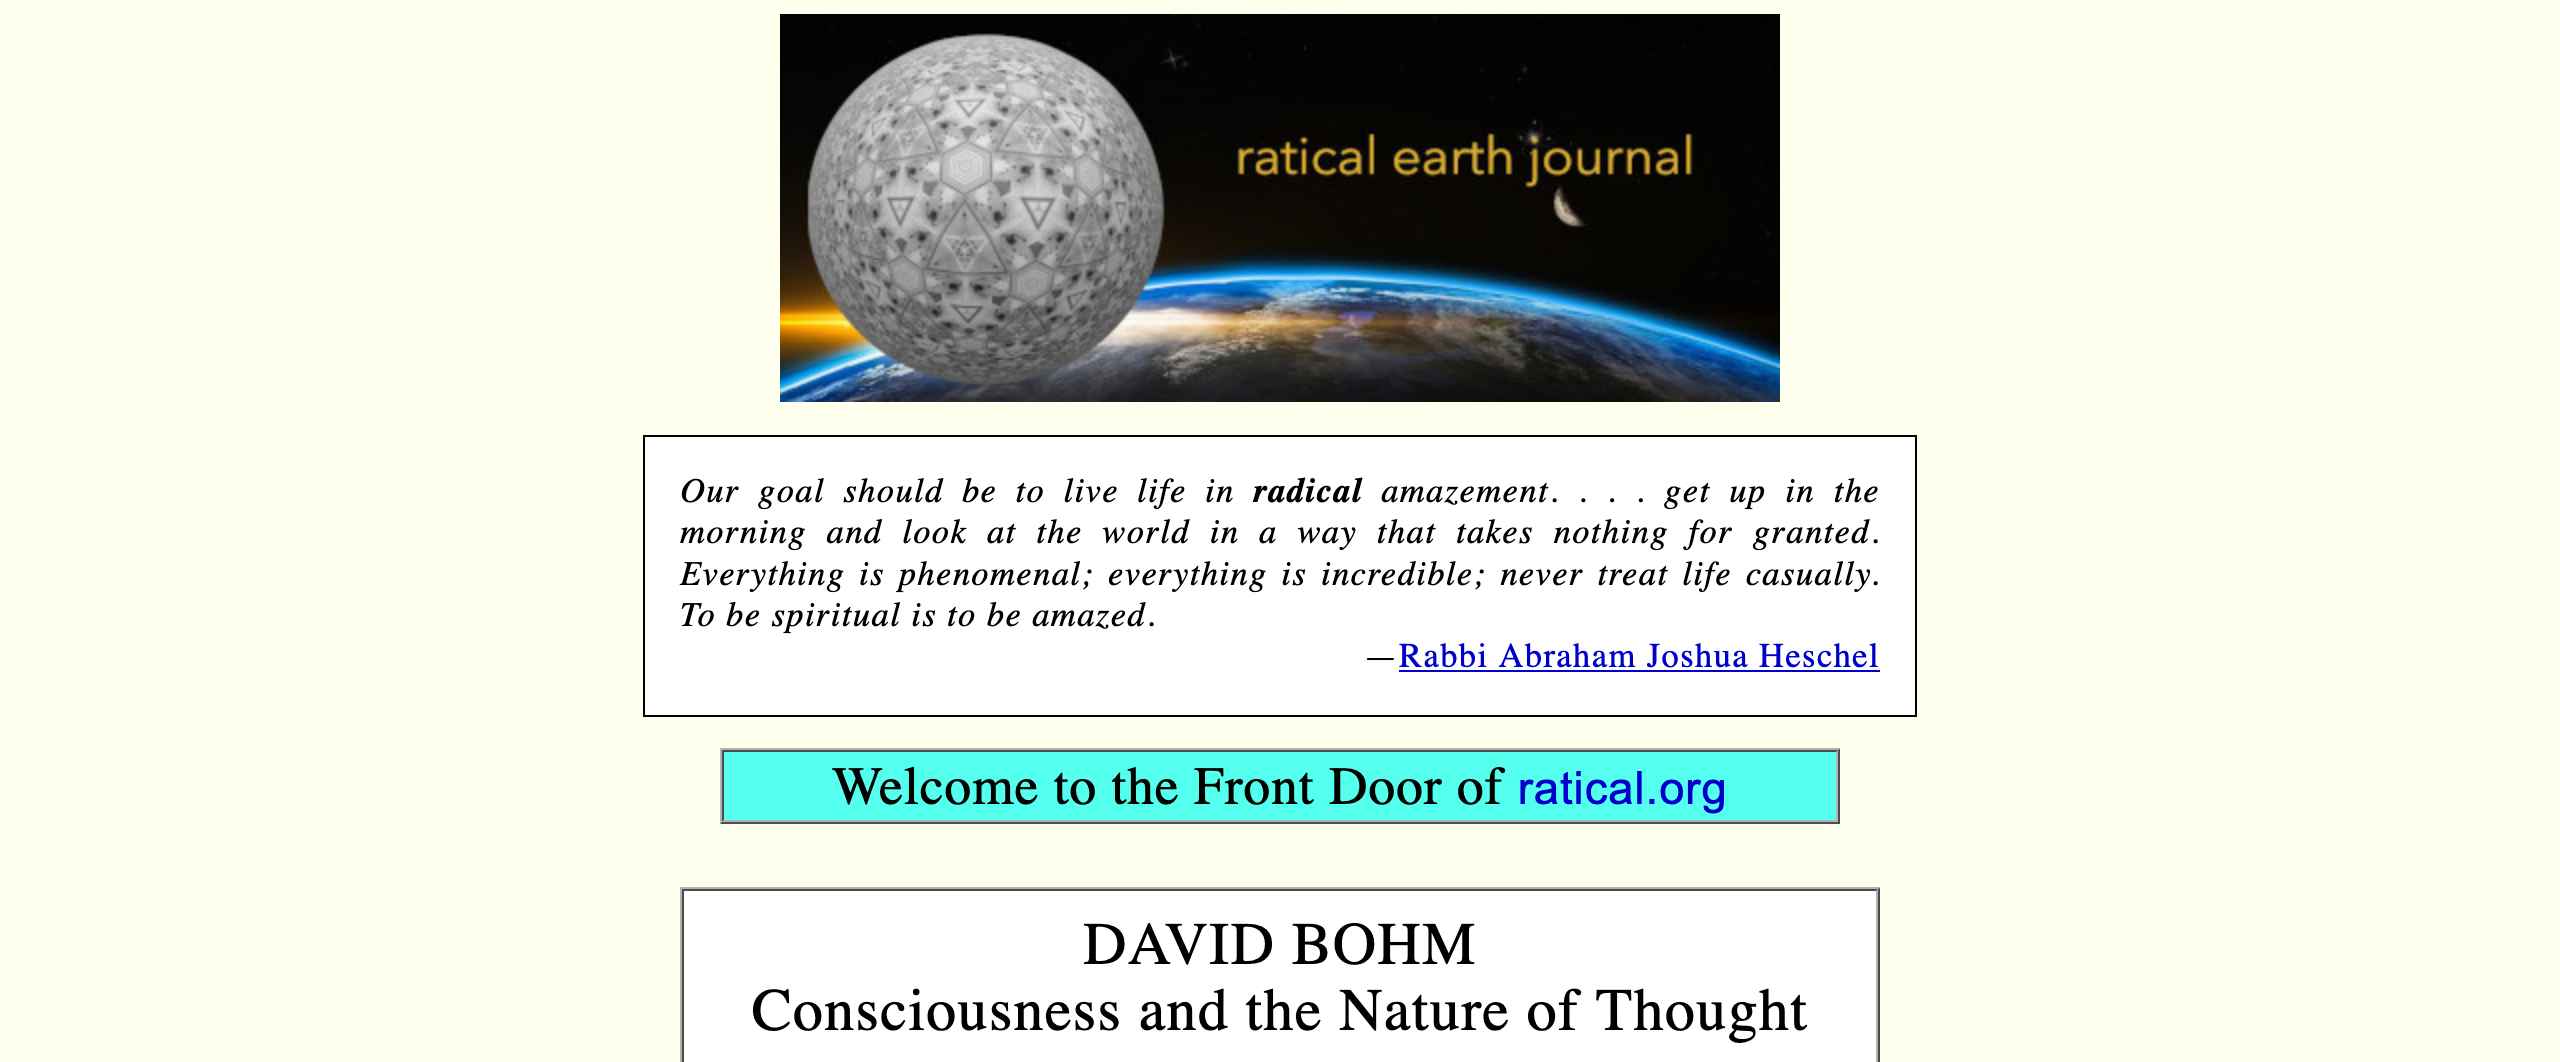 ratical earth journal
Our goal should be to live life in radical amazement. . . . get up in the
morning and look at the world in a way that takes nothing for granted.
Everything is phenomenal; everything is incredible; never treat life casually.
To be spiritual is to be amazed.
—Rabbi Abraham Joshua Heschel
Welcome to the Front Door of ratical.org
DAVID BOHM
Consciousness and the Nature of Thought